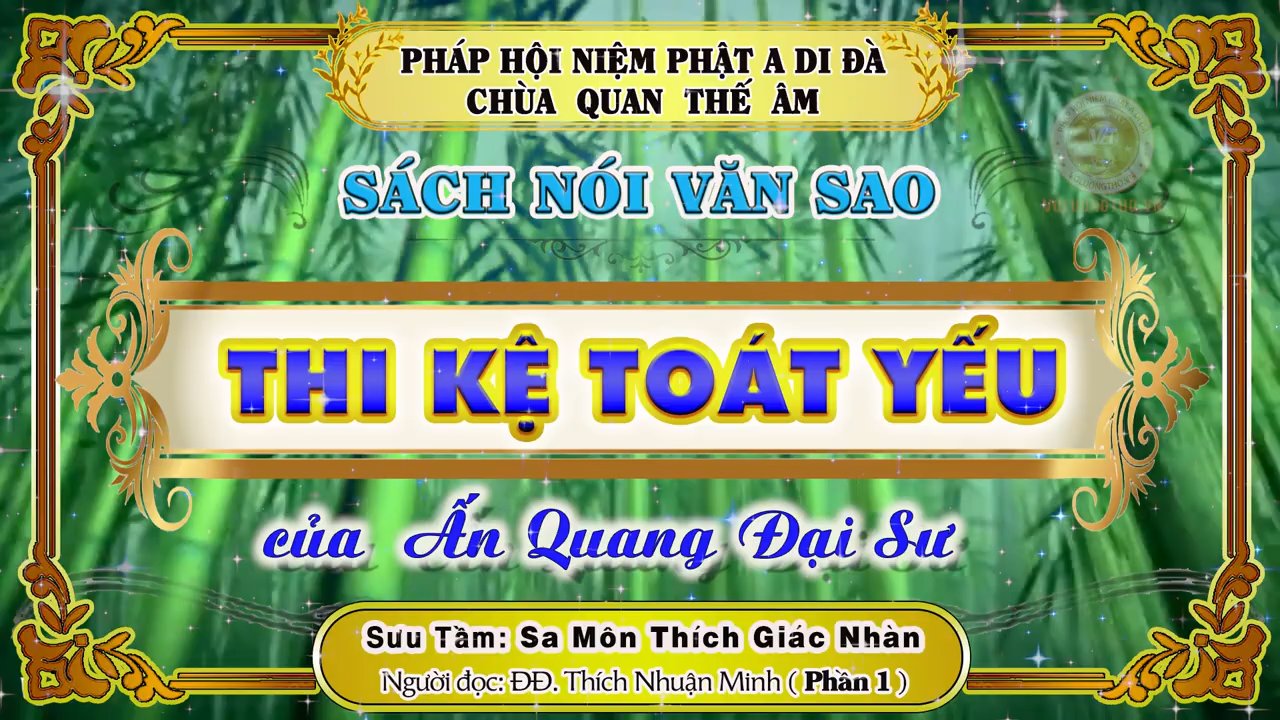 PHÁP HỘI NIỆM PHẬT A DI ĐÀ
CHÙA QUAN THẾ ÂM
SÁCH NÓI VĂN SAO
THI KỆ TOÁT YẾU
của Ấn Quang Đại Sư
Sưu Tầm: Sa Môn Thích Giác Nhàn
Người đọc: ĐĐ. Thích Nhuận Minh ( Phần 1 )